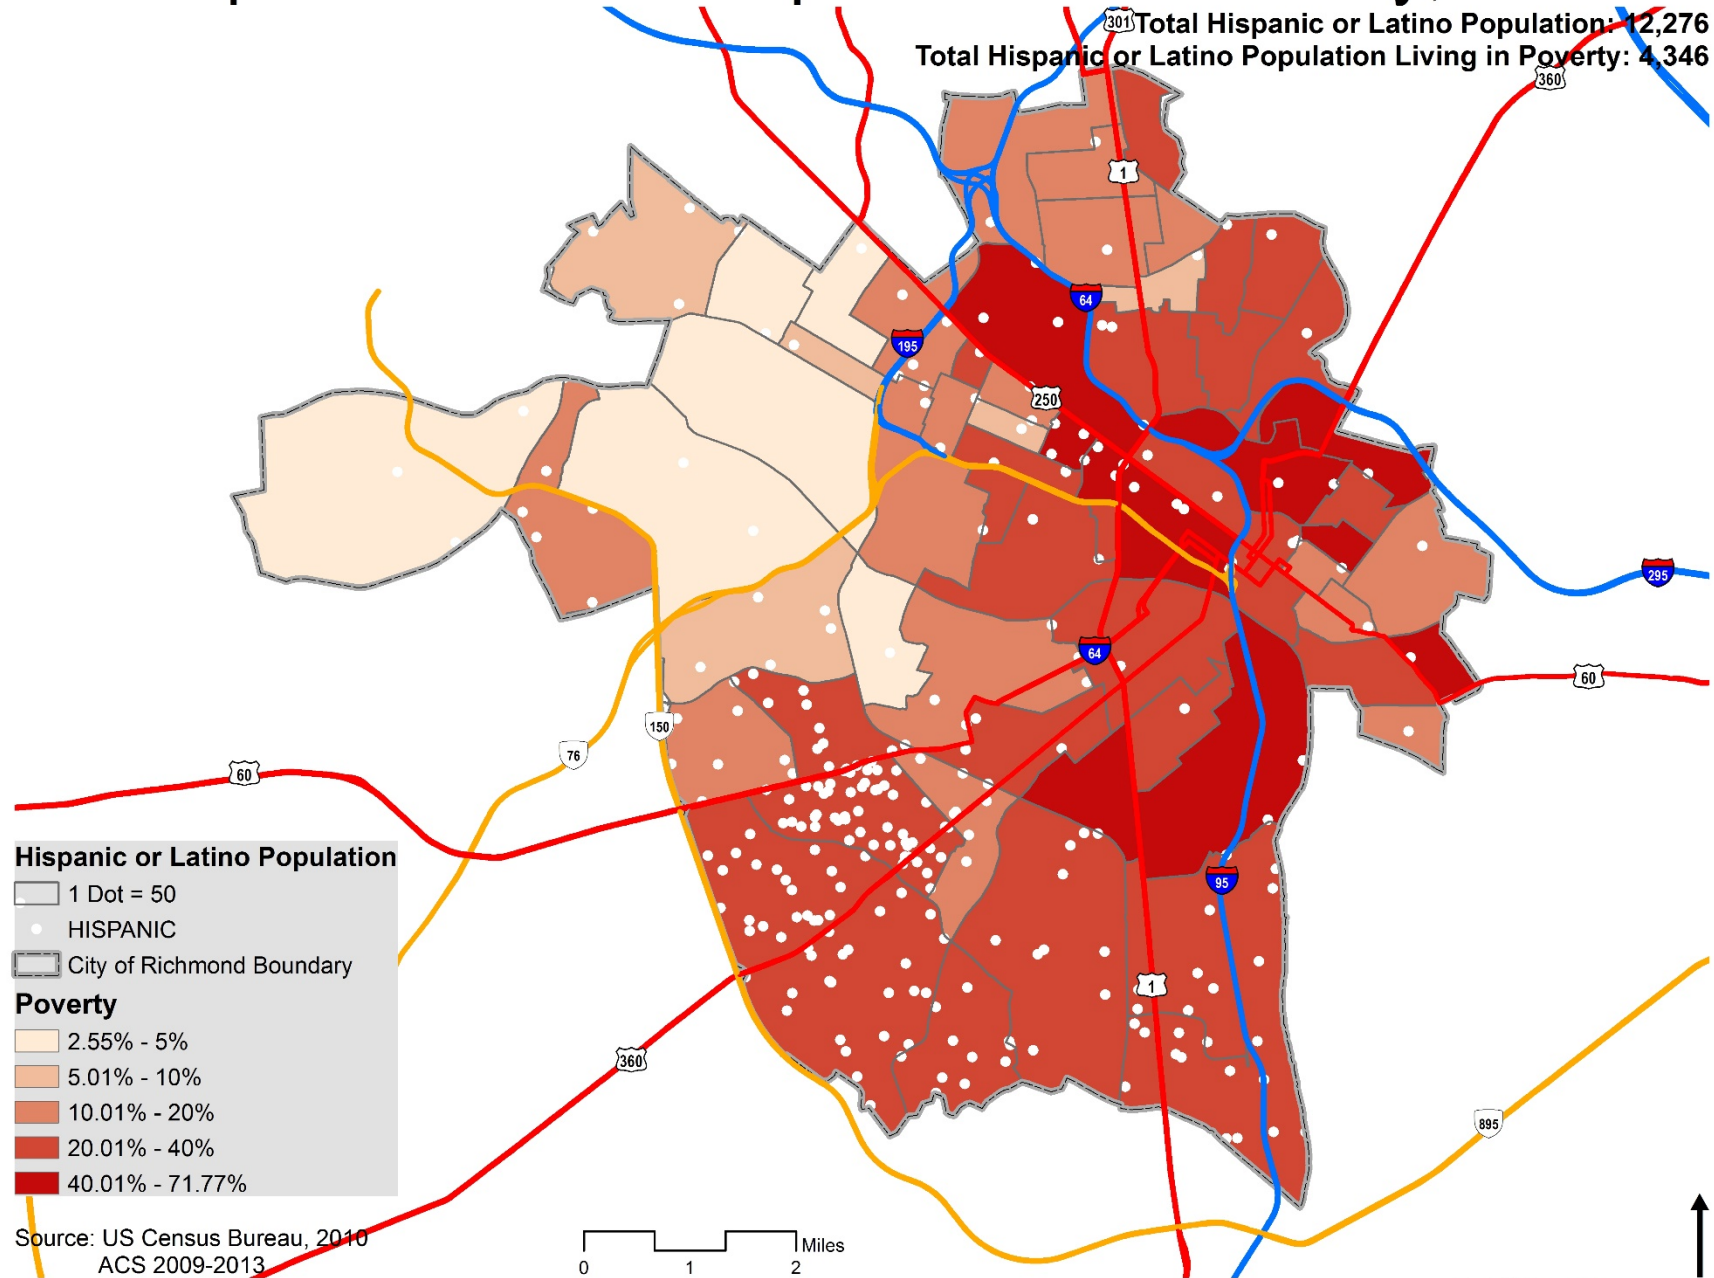 301
Total Hispanic or Latino Population: 12,276
Total Hispanic or Latino Population Living in Poverty: 4,346
360
1
64
195
250
295
64
60
150
76
60
95
1
360
895
Hispanic or Latino Population
1 Dot = 50
HISPANIC
City of Richmond Boundary
Poverty
2.55% - 5%
5.01% - 10%
10.01% - 20%
20.01% - 40%
40.01% - 71.77%
Source: US Census Bureau, 2010
ACS 2009-2013
Miles
0 1 2